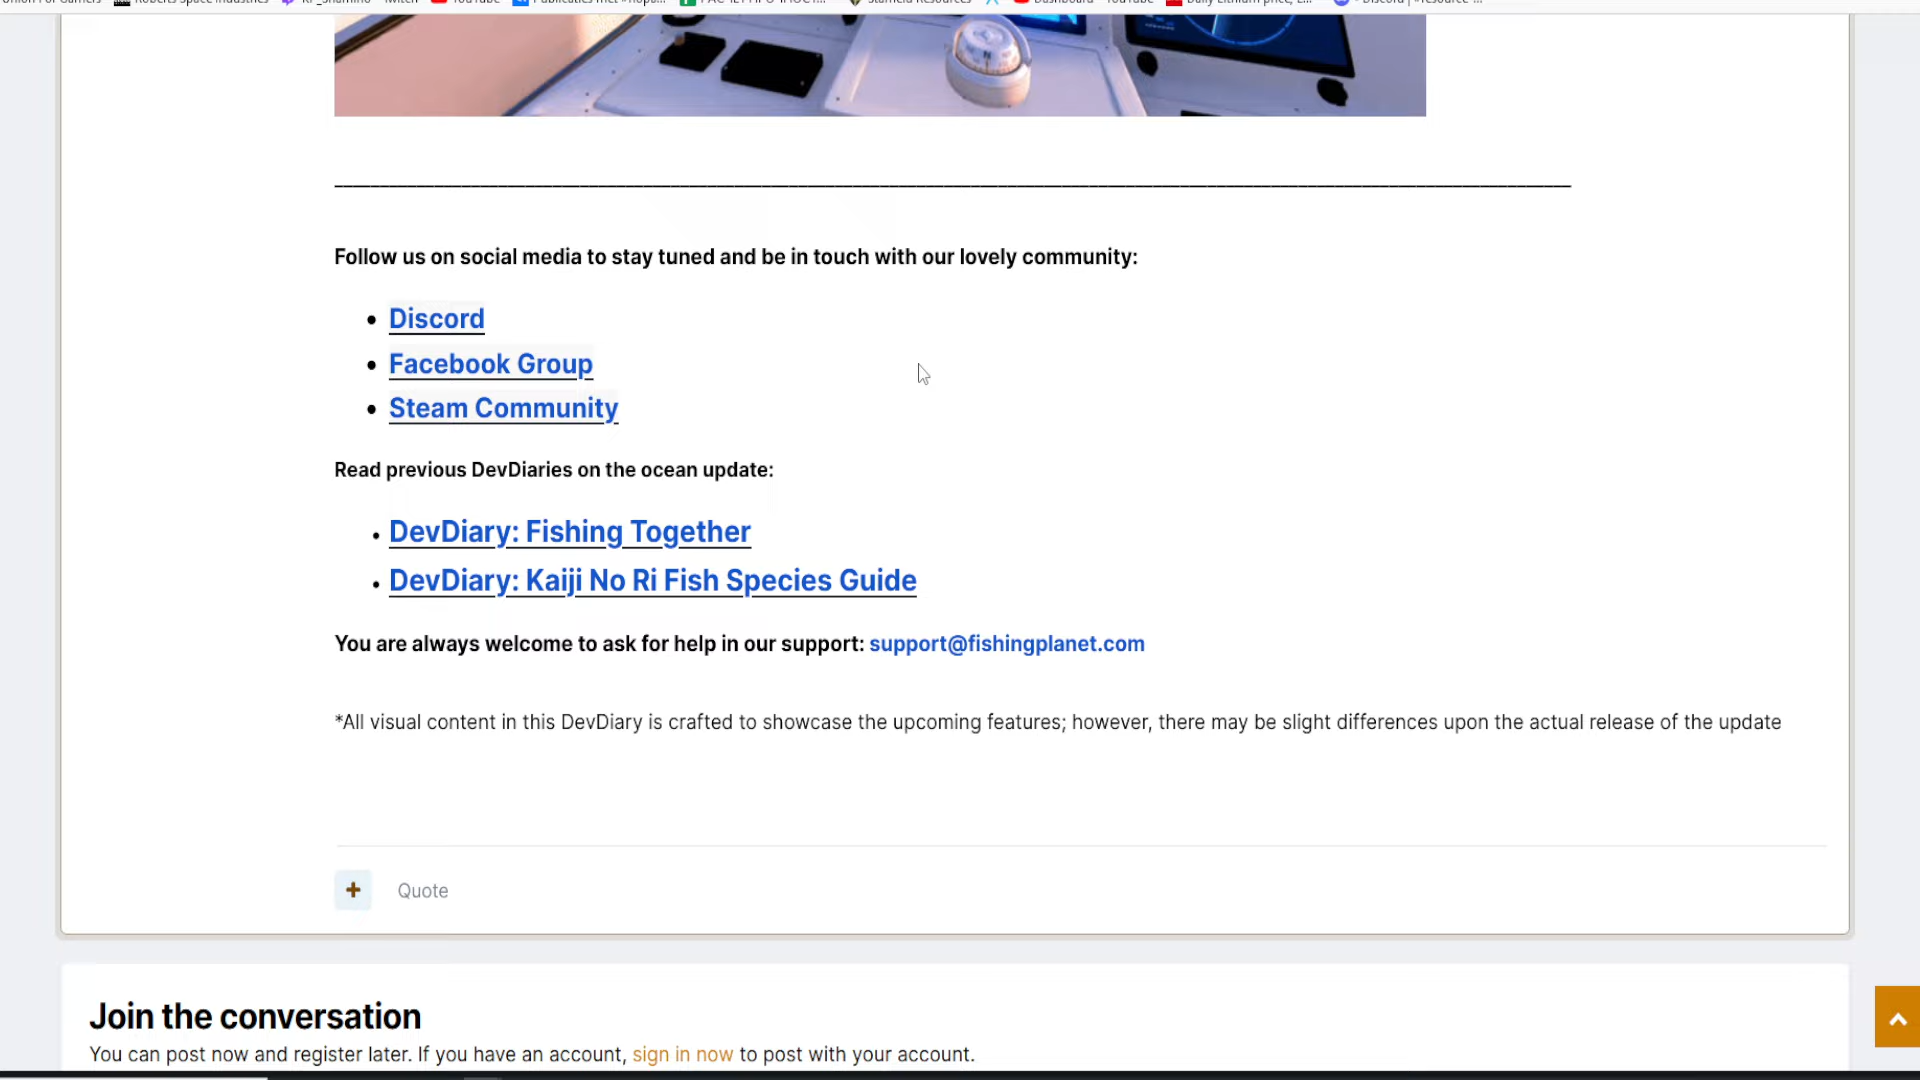 Follow us on social media to stay tuned and be in touch with our lovely community:
Discord
Facebook Group
Steam Community
Read previous DevDiaries on the ocean update:
DevDiary: Fishing Together
DevDiary: Kaiji No Ri Fish Species Guide
You are always welcome to ask for help in our support: support@fishingplanet.com
*All visual content in this DevDiary is crafted to showcase the upcoming features; however, there may be slight differences upon the actual release of the update
+ Quote
Join the conversation
You can post now and register later. If you have an account, sign in now to post with your account.